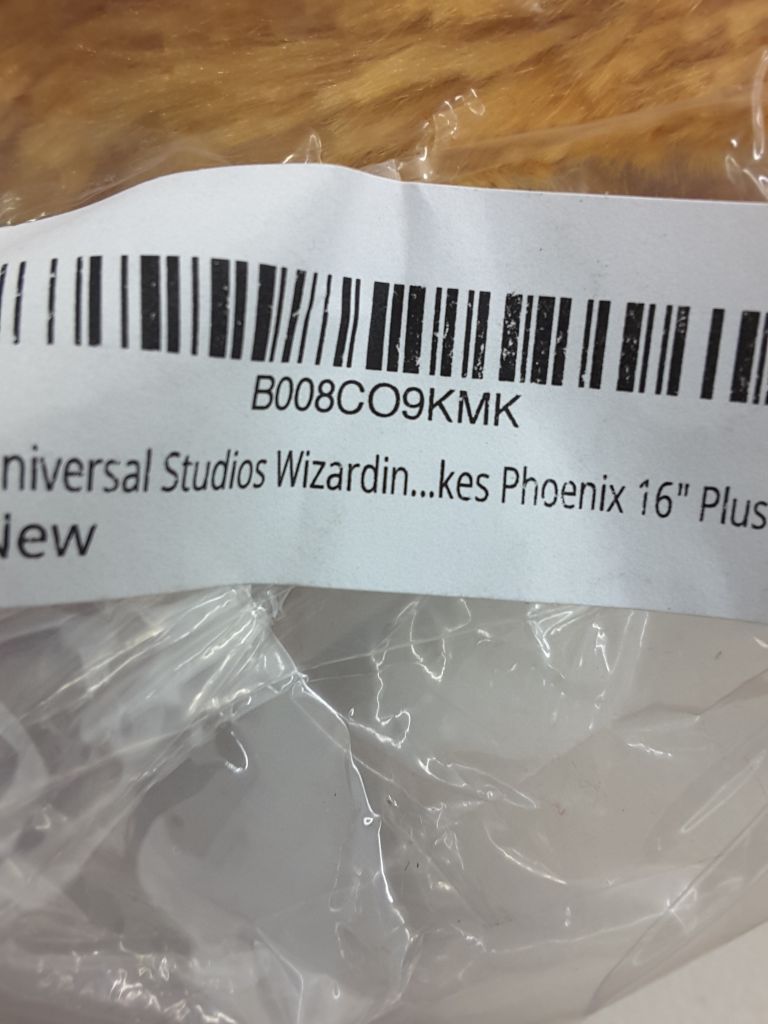 B008CO9KMK
niversal Studios Wizardin...kes Phoenix 16" Plus
New